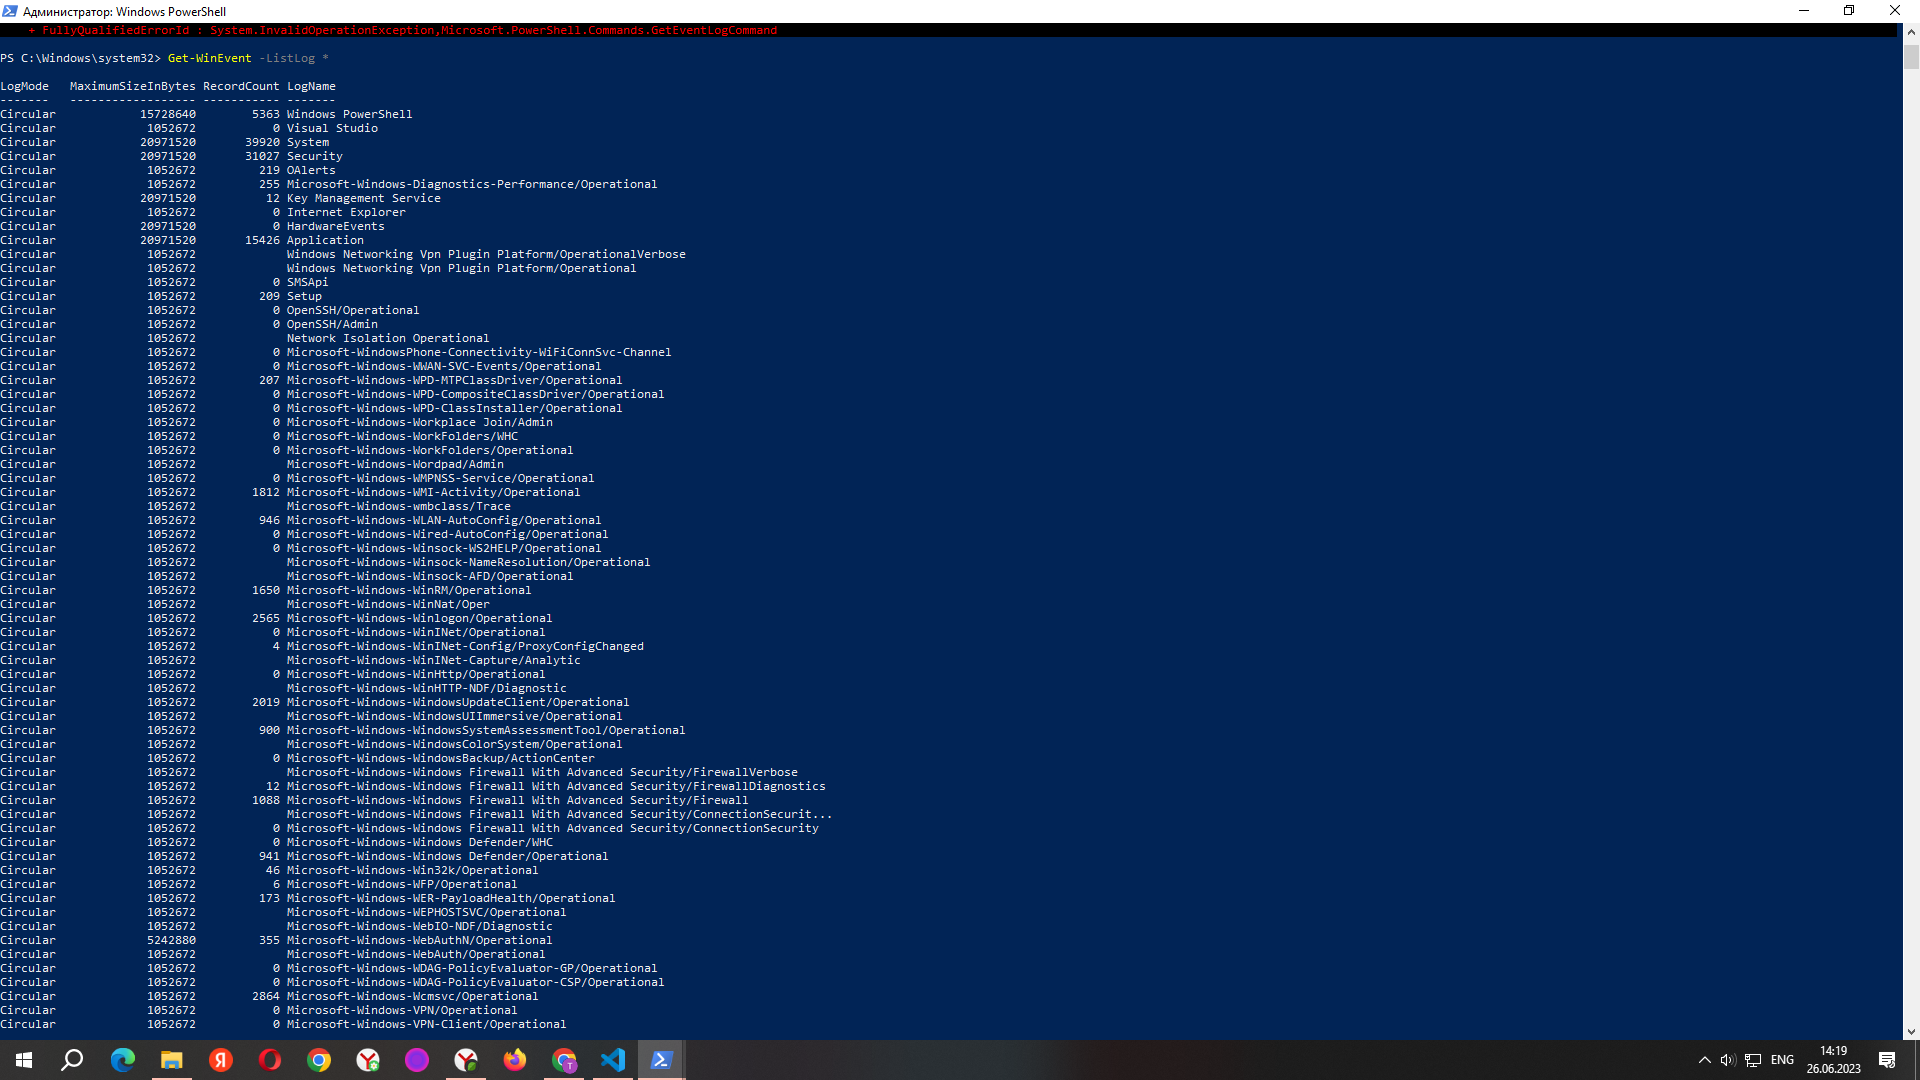 Администратор: Windows PowerShell
+ FullyQualifiedErrorId : System.InvalidOperationException,Microsoft.PowerShell.Commands.GetEventLogCommand
PS C:\Windows\system32> Get-WinEvent -ListLog *
LogMode MaximumSizeInBytes RecordCount LogName
------- ------------------ ----------- -------
Circular 15728640 5363 Windows PowerShell
Circular 1052672 0 Visual Studio
Circular 20971520 39920 System
Circular 20971520 31027 Security
Circular 1052672 219 OAlerts
Circular 1052672 255 Microsoft-Windows-Diagnostics-Performance/Operational
Circular 20971520 12 Key Management Service
Circular 1052672 0 Internet Explorer
Circular 20971520 0 HardwareEvents
Circular 20971520 15426 Application
Circular 1052672 Windows Networking Vpn Plugin Platform/OperationalVerbose
Circular 1052672 Windows Networking Vpn Plugin Platform/Operational
Circular 1052672 0 SMSApi
Circular 1052672 209 Setup
Circular 1052672 0 OpenSSH/Operational
Circular 1052672 0 OpenSSH/Admin
Circular 1052672 Network Isolation Operational
Circular 1052672 0 Microsoft-WindowsPhone-Connectivity-WiFiConnSvc-Channel
Circular 1052672 0 Microsoft-Windows-WWAN-SVC-Events/Operational
Circular 1052672 207 Microsoft-Windows-WPD-MTPClassDriver/Operational
Circular 1052672 0 Microsoft-Windows-WPD-CompositeClassDriver/Operational
Circular 1052672 0 Microsoft-Windows-WPD-ClassInstaller/Operational
Circular 1052672 0 Microsoft-Windows-Workplace Join/Admin
Circular 1052672 0 Microsoft-Windows-WorkFolders/WHC
Circular 1052672 0 Microsoft-Windows-WorkFolders/Operational
Circular 1052672 Microsoft-Windows-Wordpad/Admin
Circular 1052672 0 Microsoft-Windows-WMPNSS-Service/Operational
Circular 1052672 1812 Microsoft-Windows-WMI-Activity/Operational
Circular 1052672 Microsoft-Windows-wmbclass/Trace
Circular 1052672 946 Microsoft-Windows-WLAN-AutoConfig/Operational
Circular 1052672 0 Microsoft-Windows-Wired-AutoConfig/Operational
Circular 1052672 0 Microsoft-Windows-Winsock-WS2HELP/Operational
Circular 1052672 Microsoft-Windows-Winsock-NameResolution/Operational
Circular 1052672 Microsoft-Windows-Winsock-AFD/Operational
Circular 1052672 1650 Microsoft-Windows-WinRM/Operational
Circular 1052672 Microsoft-Windows-WinNat/Oper
Circular 1052672 2565 Microsoft-Windows-Winlogon/Operational
Circular 1052672 0 Microsoft-Windows-WinINet/Operational
Circular 1052672 4 Microsoft-Windows-WinINet-Config/ProxyConfigChanged
Circular 1052672 Microsoft-Windows-WinINet-Capture/Analytic
Circular 1052672 0 Microsoft-Windows-WinHttp/Operational
Circular 1052672 Microsoft-Windows-WinHTTP-NDF/Diagnostic
Circular 1052672 2019 Microsoft-Windows-WindowsUpdateClient/Operational
Circular 1052672 Microsoft-Windows-WindowsUIImmersive/Operational
Circular 1052672 900 Microsoft-Windows-WindowsSystemAssessmentTool/Operational
Circular 1052672 Microsoft-Windows-WindowsColorSystem/Operational
Circular 1052672 0 Microsoft-Windows-WindowsBackup/ActionCenter
Circular 1052672 Microsoft-Windows-Windows Firewall With Advanced Security/FirewallVerbose
Circular 1052672 12 Microsoft-Windows-Windows Firewall With Advanced Security/FirewallDiagnostics
Circular 1052672 1088 Microsoft-Windows-Windows Firewall With Advanced Security/Firewall
Circular 1052672 Microsoft-Windows-Windows Firewall With Advanced Security/ConnectionSecurit...
Circular 1052672 0 Microsoft-Windows-Windows Firewall With Advanced Security/ConnectionSecurity
Circular 1052672 0 Microsoft-Windows-Windows Defender/WHC
Circular 1052672 941 Microsoft-Windows-Windows Defender/Operational
Circular 1052672 46 Microsoft-Windows-Win32k/Operational
Circular 1052672 6 Microsoft-Windows-WFP/Operational
Circular 1052672 173 Microsoft-Windows-WER-PayloadHealth/Operational
Circular 1052672 Microsoft-Windows-WEPHOSTSVC/Operational
Circular 1052672 Microsoft-Windows-WebIO-NDF/Diagnostic
Circular 5242880 355 Microsoft-Windows-WebAuthN/Operational
Circular 1052672 Microsoft-Windows-WebAuth/Operational
Circular 1052672 0 Microsoft-Windows-WDAG-PolicyEvaluator-GP/Operational
Circular 1052672 0 Microsoft-Windows-WDAG-PolicyEvaluator-CSP/Operational
Circular 1052672 2864 Microsoft-Windows-Wcmsvc/Operational
Circular 1052672 0 Microsoft-Windows-VPN/Operational
Circular 1052672 0 Microsoft-Windows-VPN-Client/Operational
ENG
14:19
26.06.2023